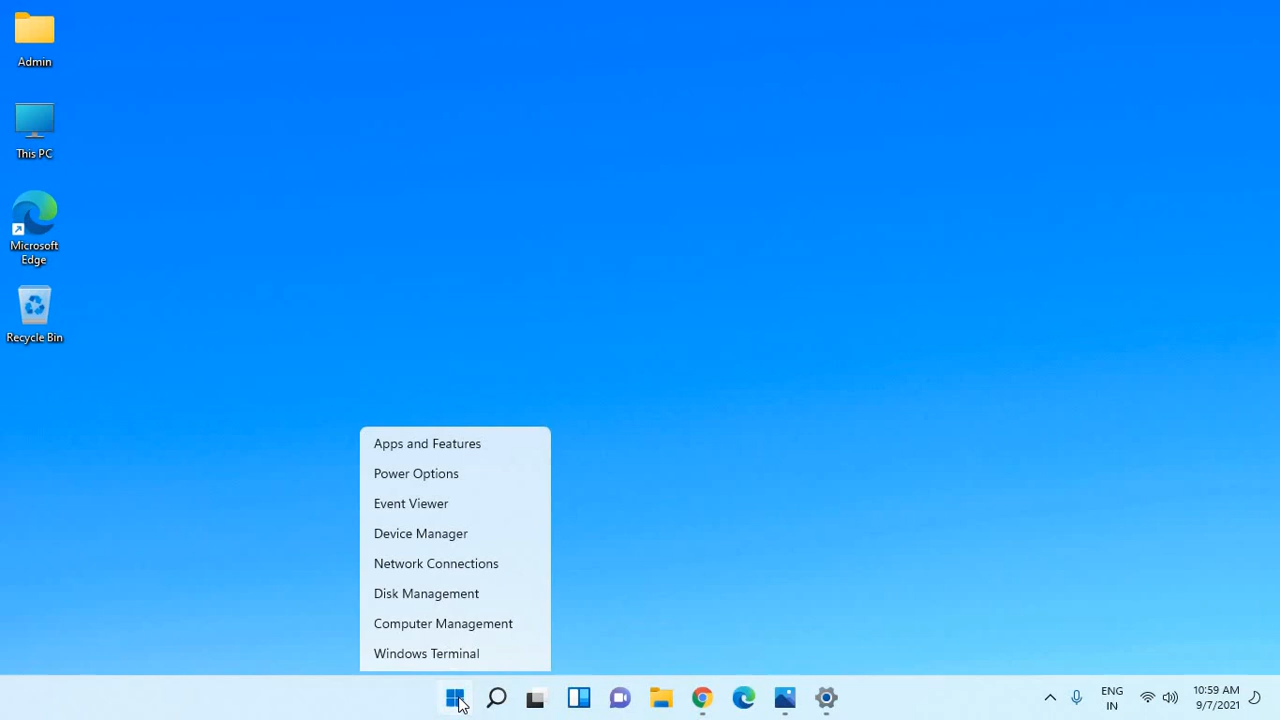 Admin
This PC
Microsoft
Edge
Recycle Bin
Apps and Features
Power Options
Event Viewer
Device Manager
Network Connections
Disk Management
Computer Management
Windows Terminal
ENG
IN
10:59 AM
9/7/2021